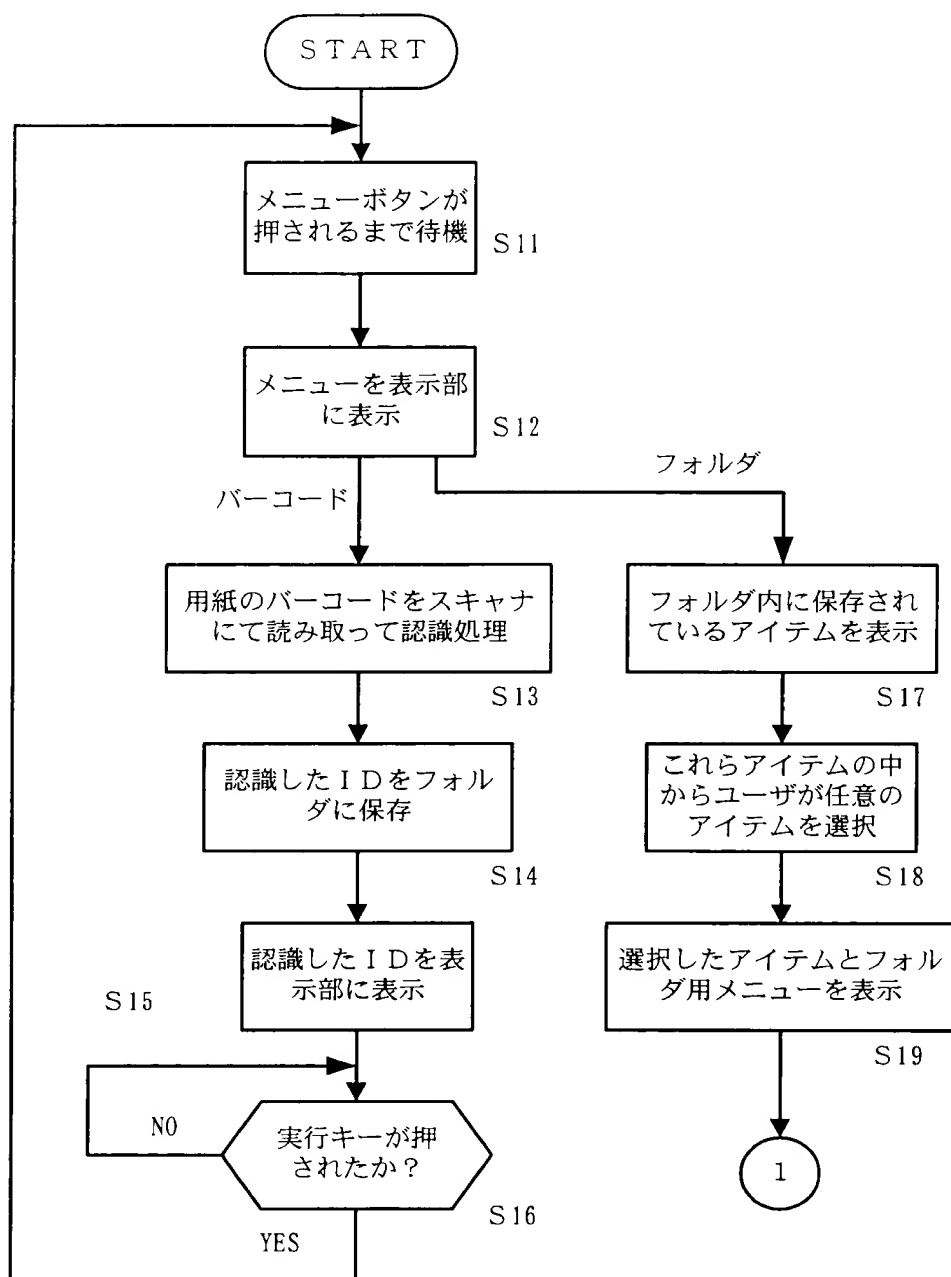 ＳＴＡＲＴ
メニューボタンが
押されるまで待機
Ｓ11
メニューを表示部
に表示
Ｓ12
バーコード
フォルダ
用紙のバーコードをスキャナ
にて読み取って認識処理
Ｓ13
フォルダ内に保存され
ているアイテムを表示
Ｓ17
認識したＩＤをフォル
ダに保存
Ｓ14
これらアイテムの中
からユーザが任意の
アイテムを選択
Ｓ18
認識したＩＤを表
示部に表示
Ｓ15
選択したアイテムとフォル
ダ用メニューを表示
Ｓ19
実行キーが押
されたか？
NO
Ｓ16
YES
1